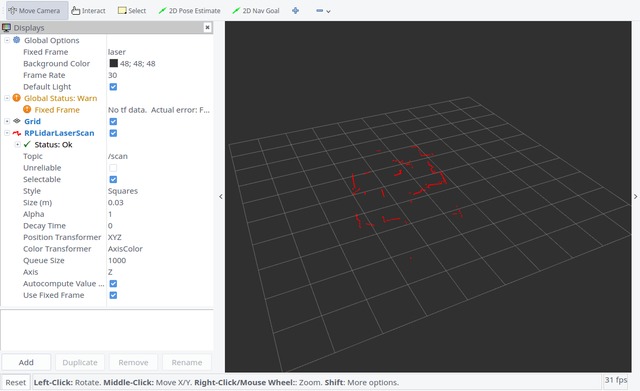 Move Camera Interact Select 2D Pose Estimate 2D Nav Goal
Displays
Global Options
Fixed Frame laser
Background Color 48; 48; 48
Frame Rate 30
Default Light
Global Status: Warn
Fixed Frame No tf data. Actual error: F...
Grid
RPLidarLaserScan
Status: Ok
Topic /scan
Unreliable
Selectable
Style Squares
Size (m) 0.03
Alpha 1
Decay Time 0
Position Transformer XYZ
Color Transformer AxisColor
Queue Size 1000
Axis Z
Autocompute Value ...
Use Fixed Frame
Add Duplicate Remove Rename
Reset Left-Click: Rotate. Middle-Click: Move X/Y. Right-Click/Mouse Wheel:: Zoom. Shift: More options. 31 fps